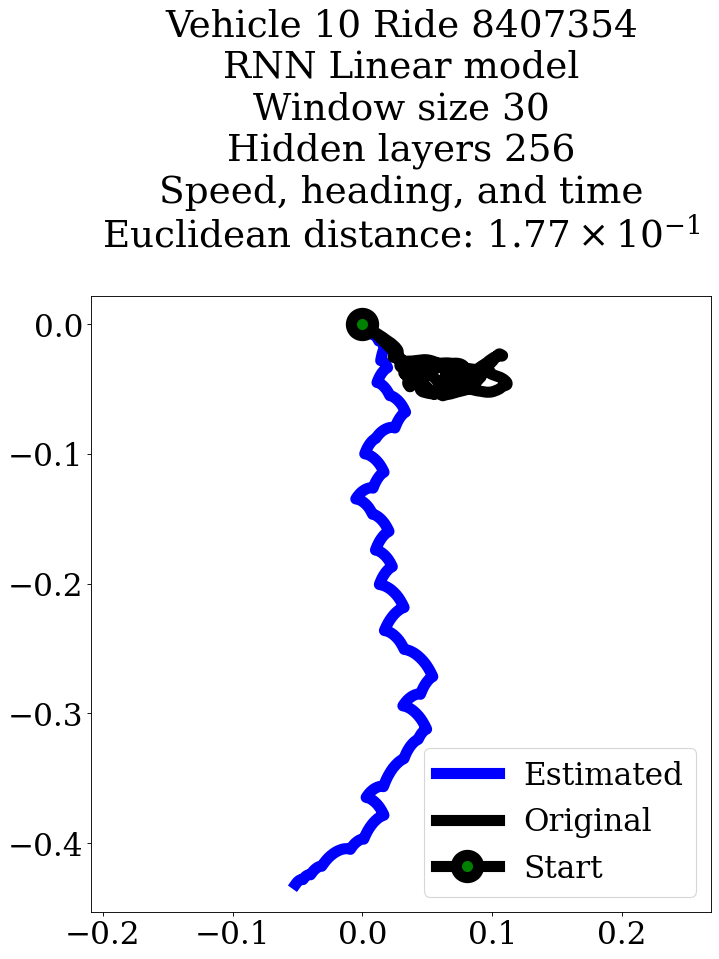 Vehicle 10 Ride 8407354
RNN Linear model
Window size 30
Hidden layers 256
Speed, heading, and time
Euclidean distance: 1.77 × 10⁻¹
0.0
−0.1
−0.2
−0.3
−0.4
Estimated
Original
Start
−0.2 −0.1 0.0 0.1 0.2